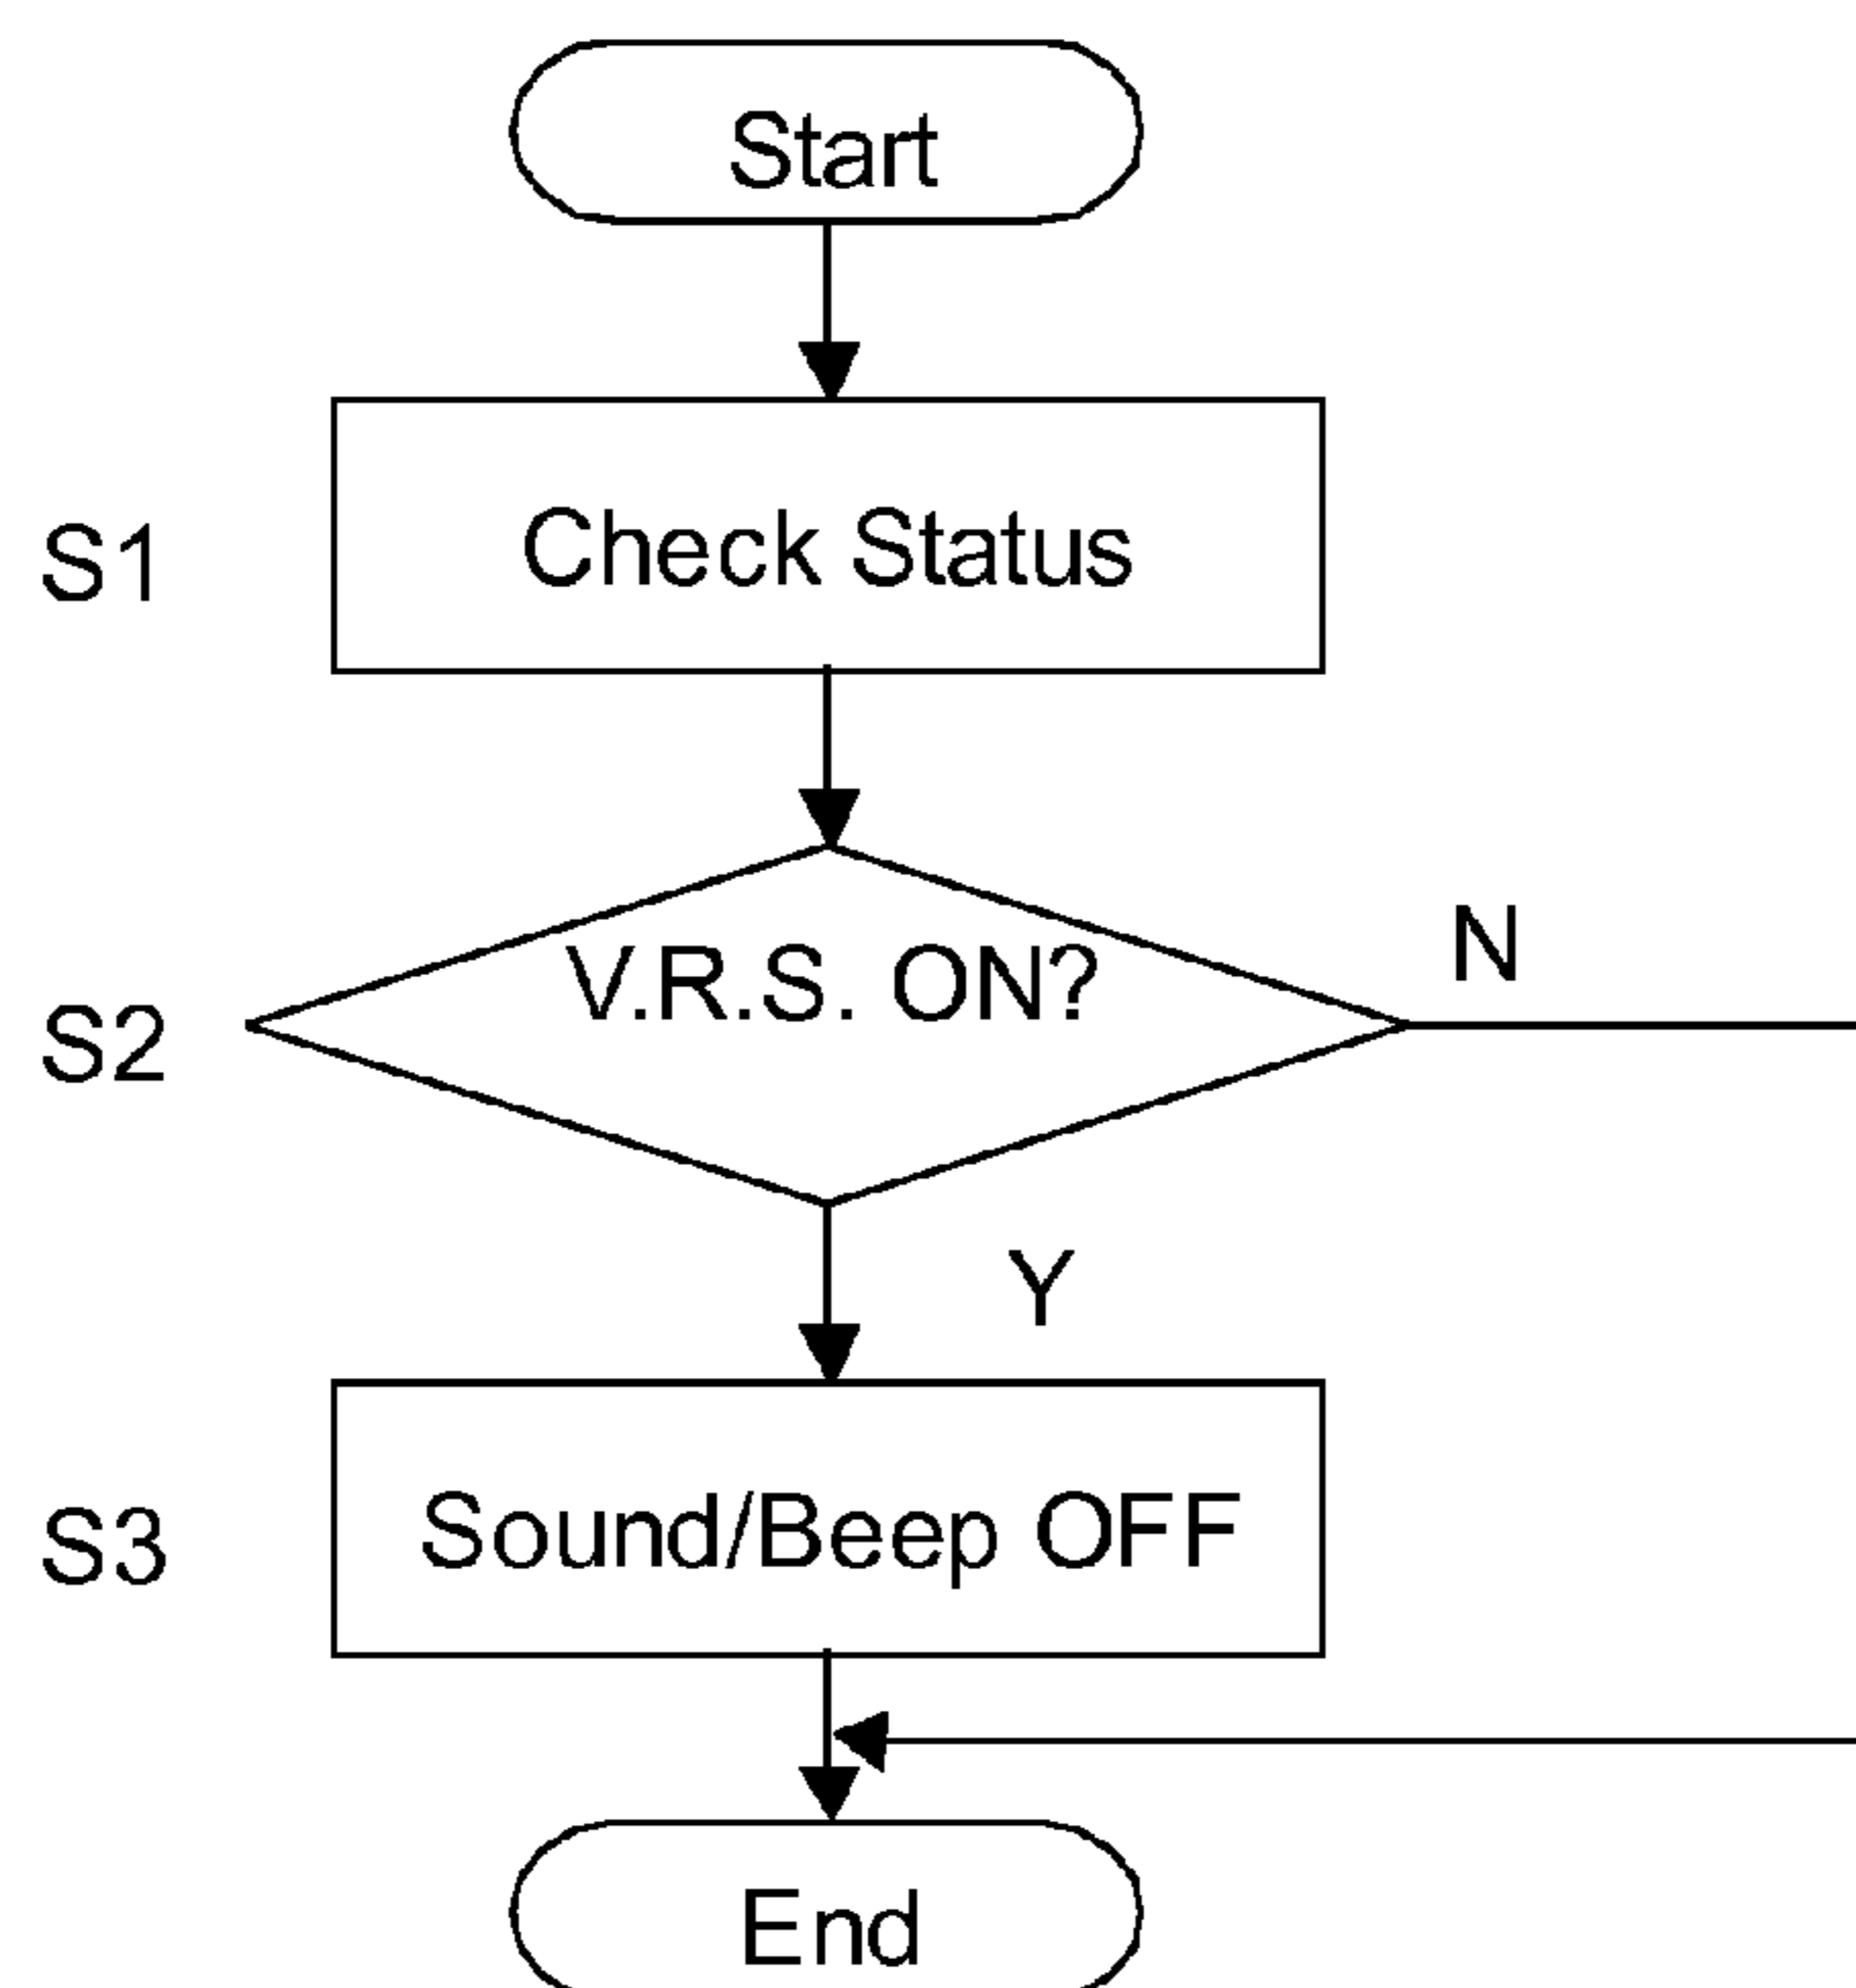 Start
S1
Check Status
N
V.R.S. ON?
S2
Y
S3
Sound/Beep OFF
End